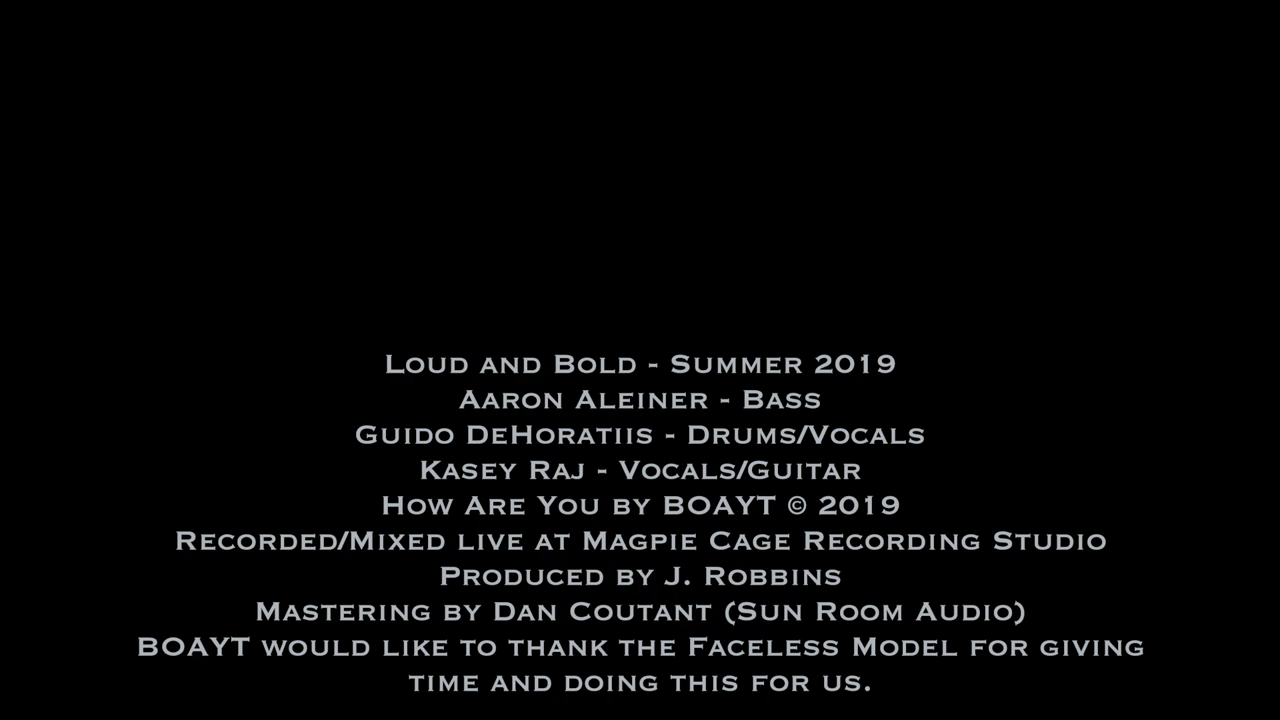 Loud and Bold - Summer 2019
Aaron Aleiner - Bass
Guido DeHoratiis - Drums/Vocals
Kasey Raj - Vocals/Guitar
How Are You by BOAYT © 2019
Recorded/Mixed live at Magpie Cage Recording Studio
Produced by J. Robbins
Mastering by Dan Coutant (Sun Room Audio)
BOAYT would like to thank the Faceless Model for giving
time and doing this for us.